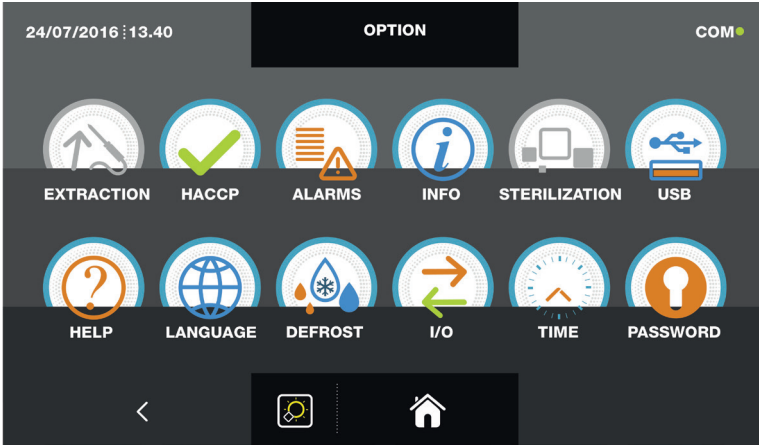 24/07/2016 13.40
OPTION
COM
EXTRACTION HACCP ALARMS INFO STERILIZATION USB
HELP LANGUAGE DEFROST I/O TIME PASSWORD